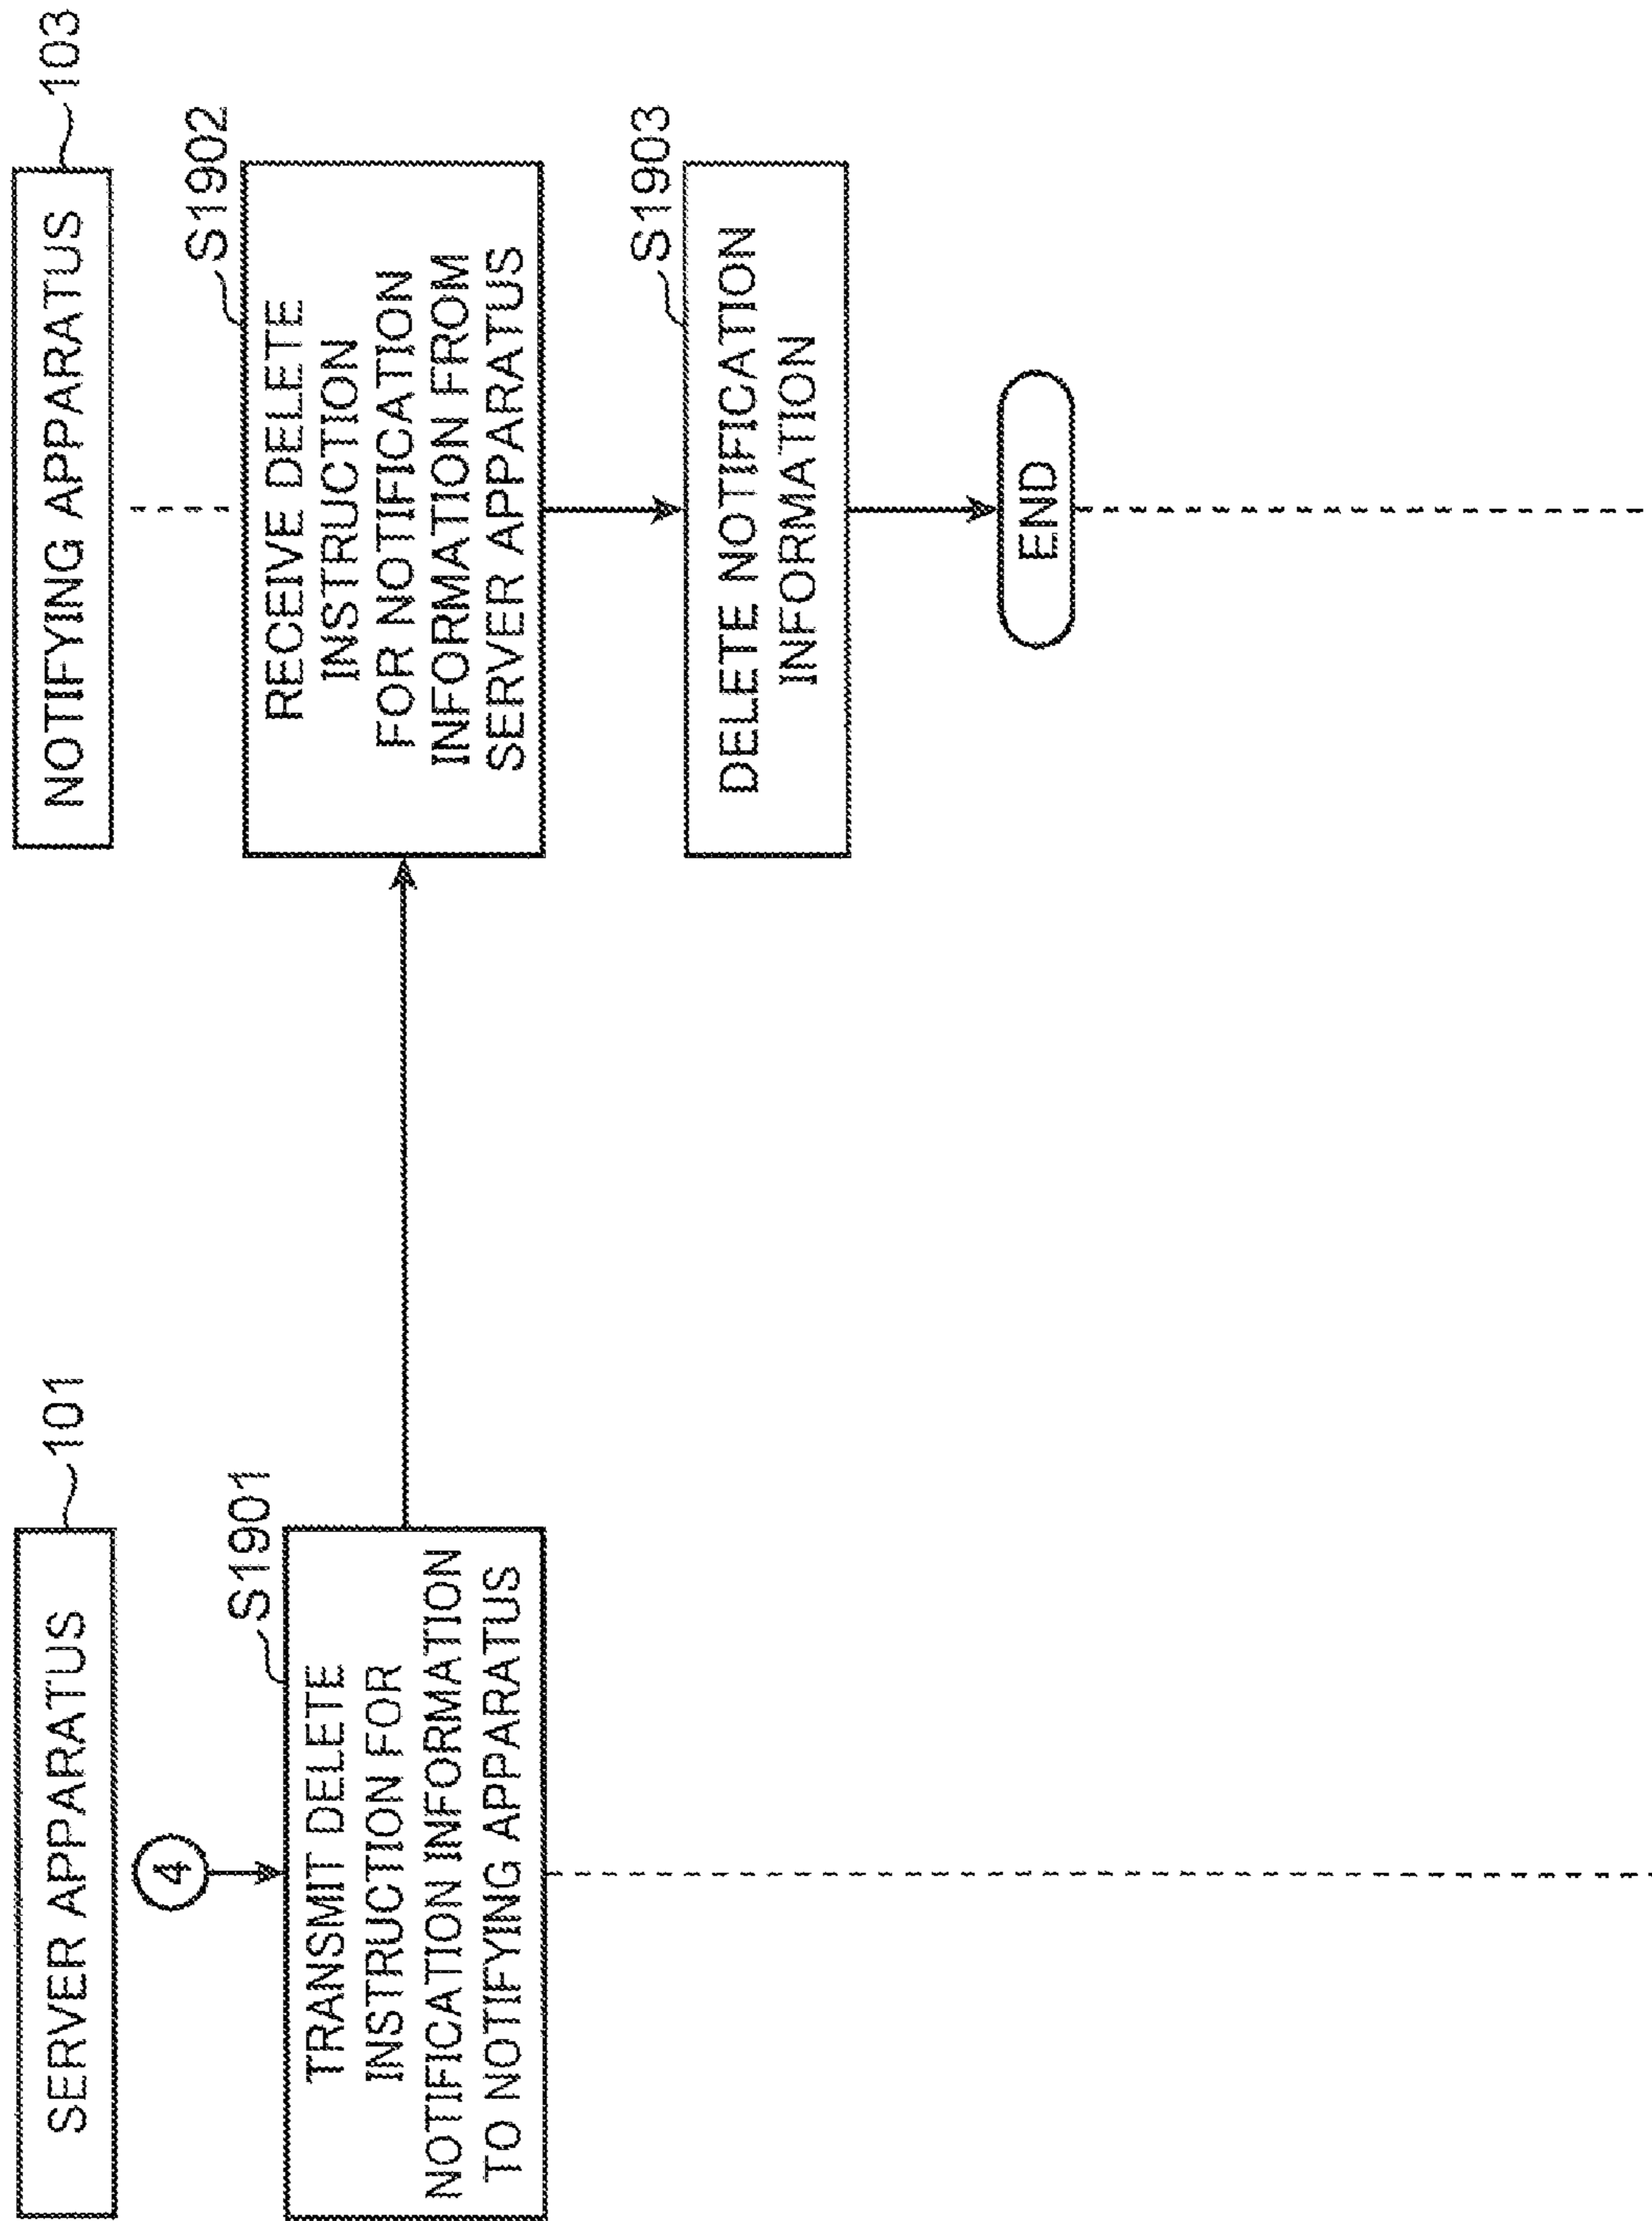 SERVER APPARATUS
101
4
S1901
TRANSMIT DELETE
INSTRUCTION FOR
NOTIFICATION INFORMATION
TO NOTIFYING APPARATUS
NOTIFYING APPARATUS
103
S1902
RECEIVE DELETE
INSTRUCTION
FOR NOTIFICATION
INFORMATION FROM
SERVER APPARATUS
S1903
DELETE NOTIFICATION
INFORMATION
END